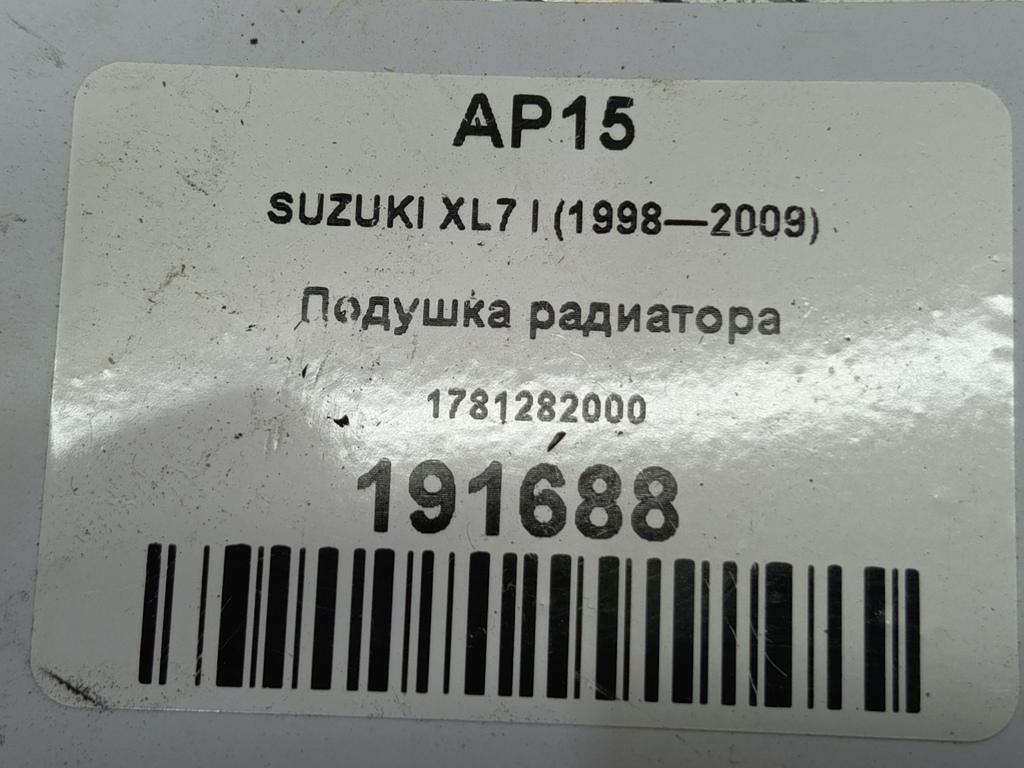 AP15
SUZUKI XL7 I (1998—2009)
Подушка радиатора
1781282000
191688